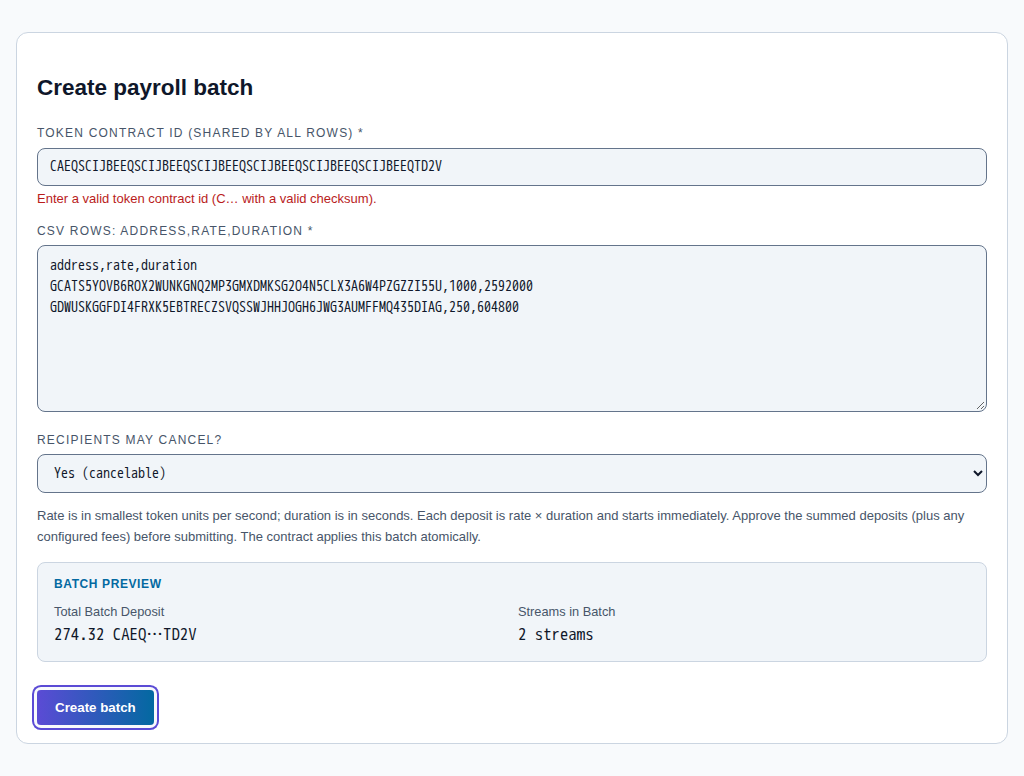 Create payroll batch
TOKEN CONTRACT ID (SHARED BY ALL ROWS) *
CAEQSCIJBEEQSCIJBEEQSCIJBEEQSCIJBEEQSCIJBEEQSCIJBEEQTD2V
Enter a valid token contract id (C… with a valid checksum).
CSV ROWS: ADDRESS,RATE,DURATION *
address,rate,duration
GCATS5YOVB6ROX2WUNKGNQ2MP3GMXDMKSG2O4N5CLX3A6W4PZGZZI55U,1000,2592000
GDWUSKGGFDI4FRXK5EBTRECZSVQSSWJHHJOGH6JWG3AUMFFMQ435DIAG,250,604800
RECIPIENTS MAY CANCEL?
Yes (cancelable)
Rate is in smallest token units per second; duration is in seconds. Each deposit is rate × duration and starts immediately. Approve the summed deposits (plus any
configured fees) before submitting. The contract applies this batch atomically.
BATCH PREVIEW
Total Batch Deposit
Streams in Batch
274.32 CAEQ···TD2V
2 streams
Create batch